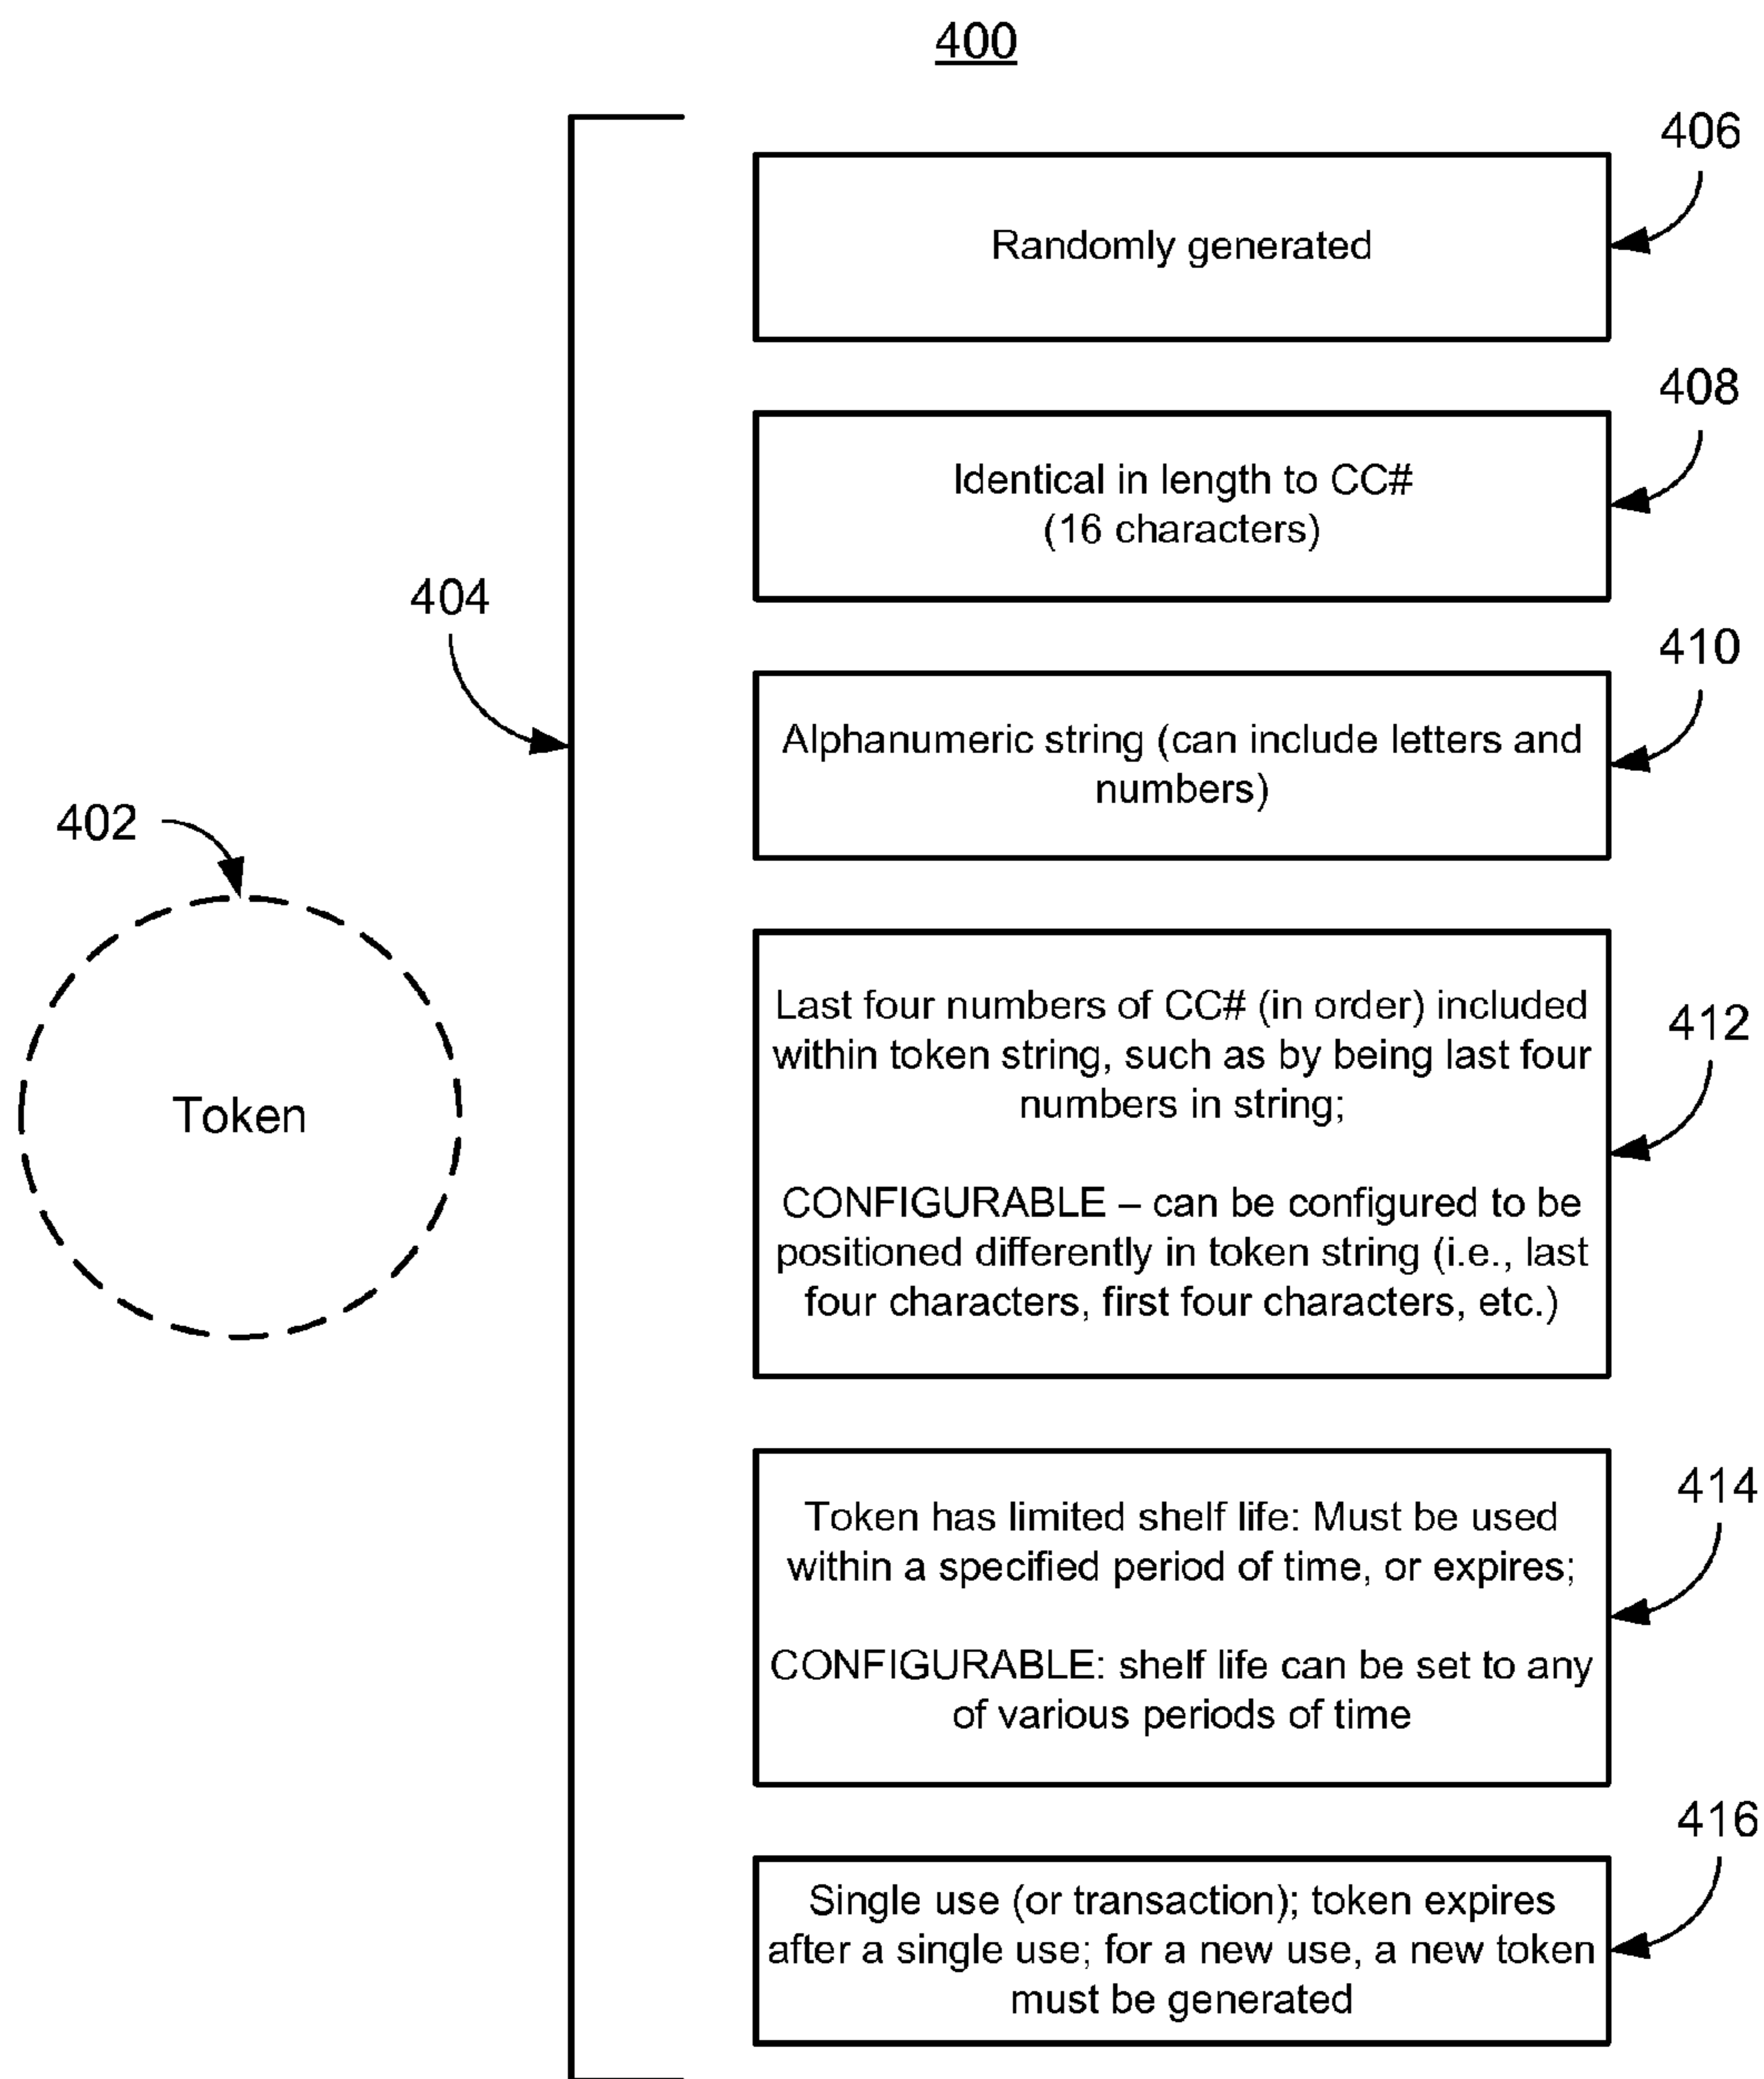 400
406
Randomly generated
408
Identical in length to CC#
(16 characters)
404
410
Alphanumeric string (can include letters and
numbers)
402
Token
412
Last four numbers of CC# (in order) included
within token string, such as by being last four
numbers in string;
CONFIGURABLE – can be configured to be
positioned differently in token string (i.e., last
four characters, first four characters, etc.)
414
Token has limited shelf life: Must be used
within a specified period of time, or expires;
CONFIGURABLE: shelf life can be set to any
of various periods of time
416
Single use (or transaction); token expires
after a single use; for a new use, a new token
must be generated